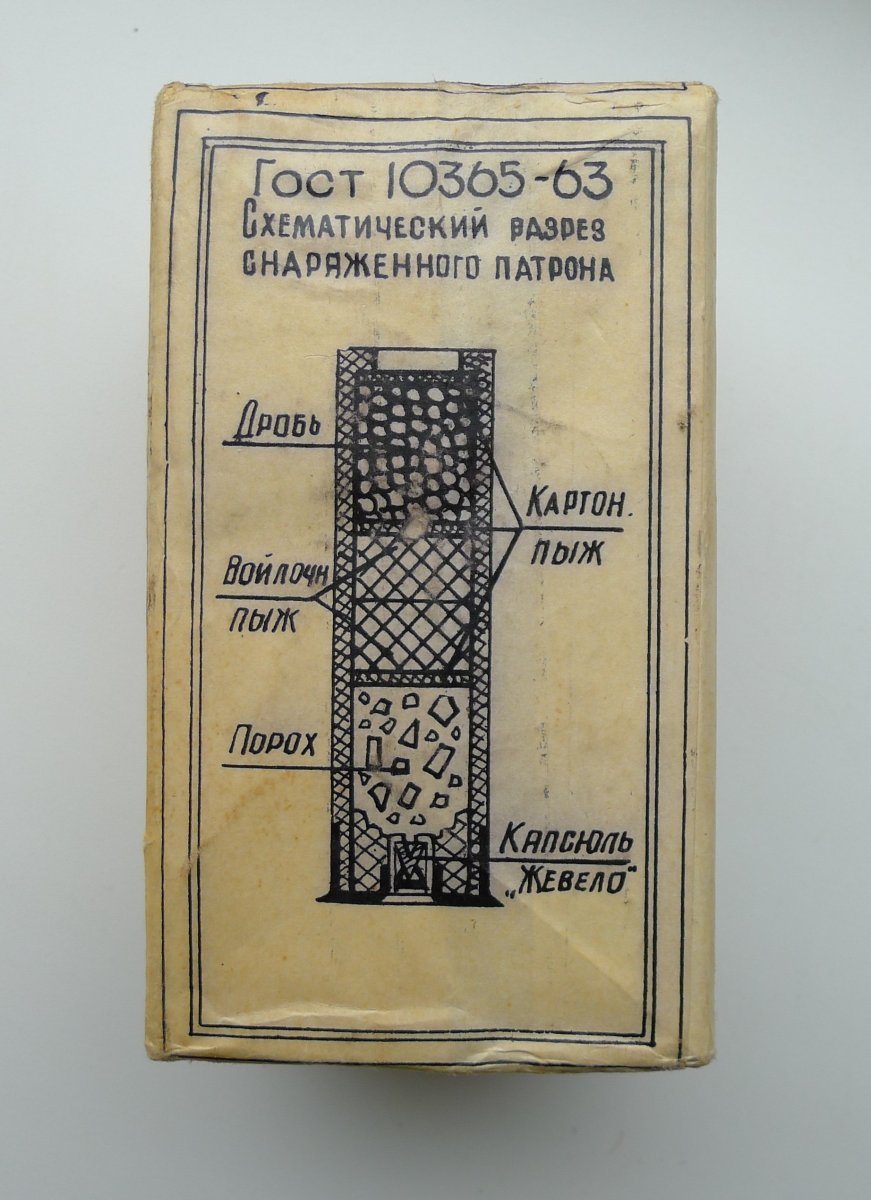 ГОСТ 10365-63
СХЕМАТИЧЕСКИЙ РАЗРЕЗ
СНАРЯЖЕННОГО ПАТРОНА
ДРОБЬ
КАРТОН.
ПЫЖ
ВОЙЛОЧН
ПЫЖ
ПОРОХ
КАПСЮЛЬ
„ЖЕВЕЛО"